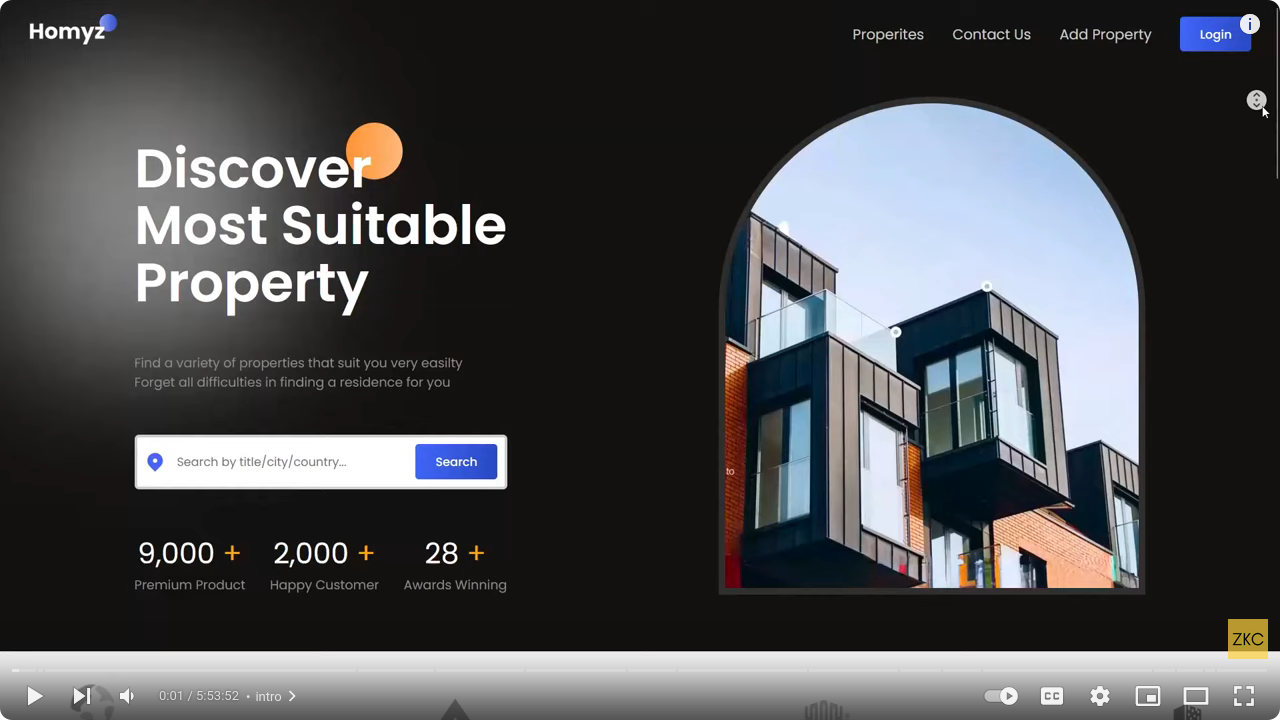 Homyz
Properites
Contact Us
Add Property
Login
i
Discover
Most Suitable
Property
Find a variety of properties that suit you very easilty
Forget all difficulties in finding a residence for you
Search by title/city/country...
Search
to
9,000 +
2,000 +
28 +
Premium Product
Happy Customer
Awards Winning
ZKC
0:01 / 5:53:52 • intro
CC